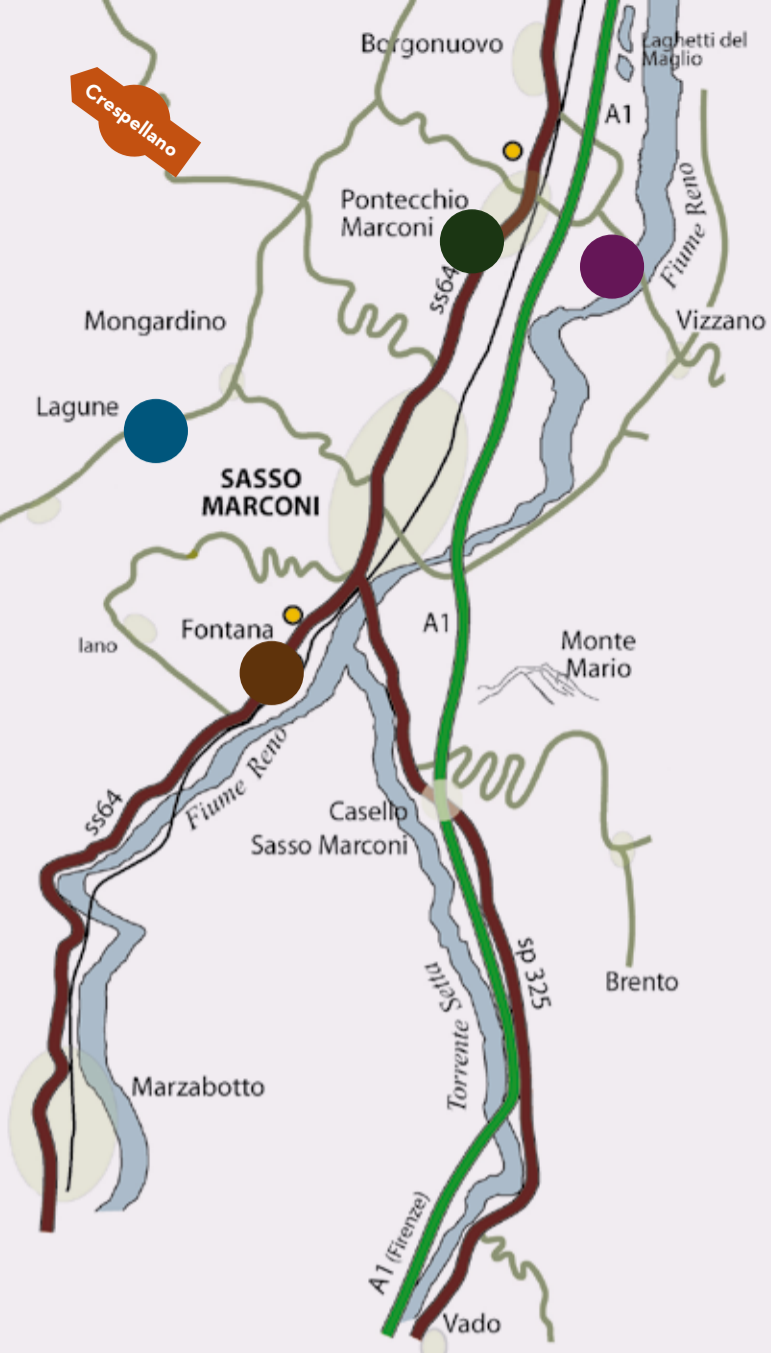 Borgonuovo
Laghetti del
Maglio
Crespellano
A1
Pontecchio
Marconi
Fiume Reno
ss64
Mongardino
Vizzano
Lagune
SASSO
MARCONI
Fontana
A1
Iano
Monte
Mario
Fiume Reno
ss64
Casello
Sasso Marconi
sp 325
Torrente Setta
Brento
Marzabotto
A1 (Firenze)
Vado